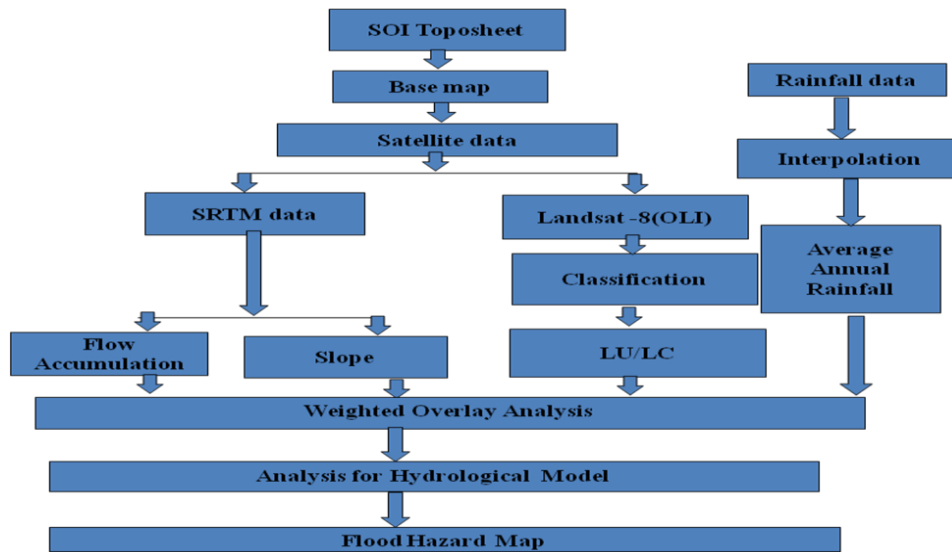 SOI Toposheet
Base map
Rainfall data
Satellite data
Interpolation
SRTM data
Landsat -8(OLI)
Average
Annual
Rainfall
Classification
Flow
Accumulation
Slope
LU/LC
Weighted Overlay Analysis
Analysis for Hydrological Model
Flood Hazard Map